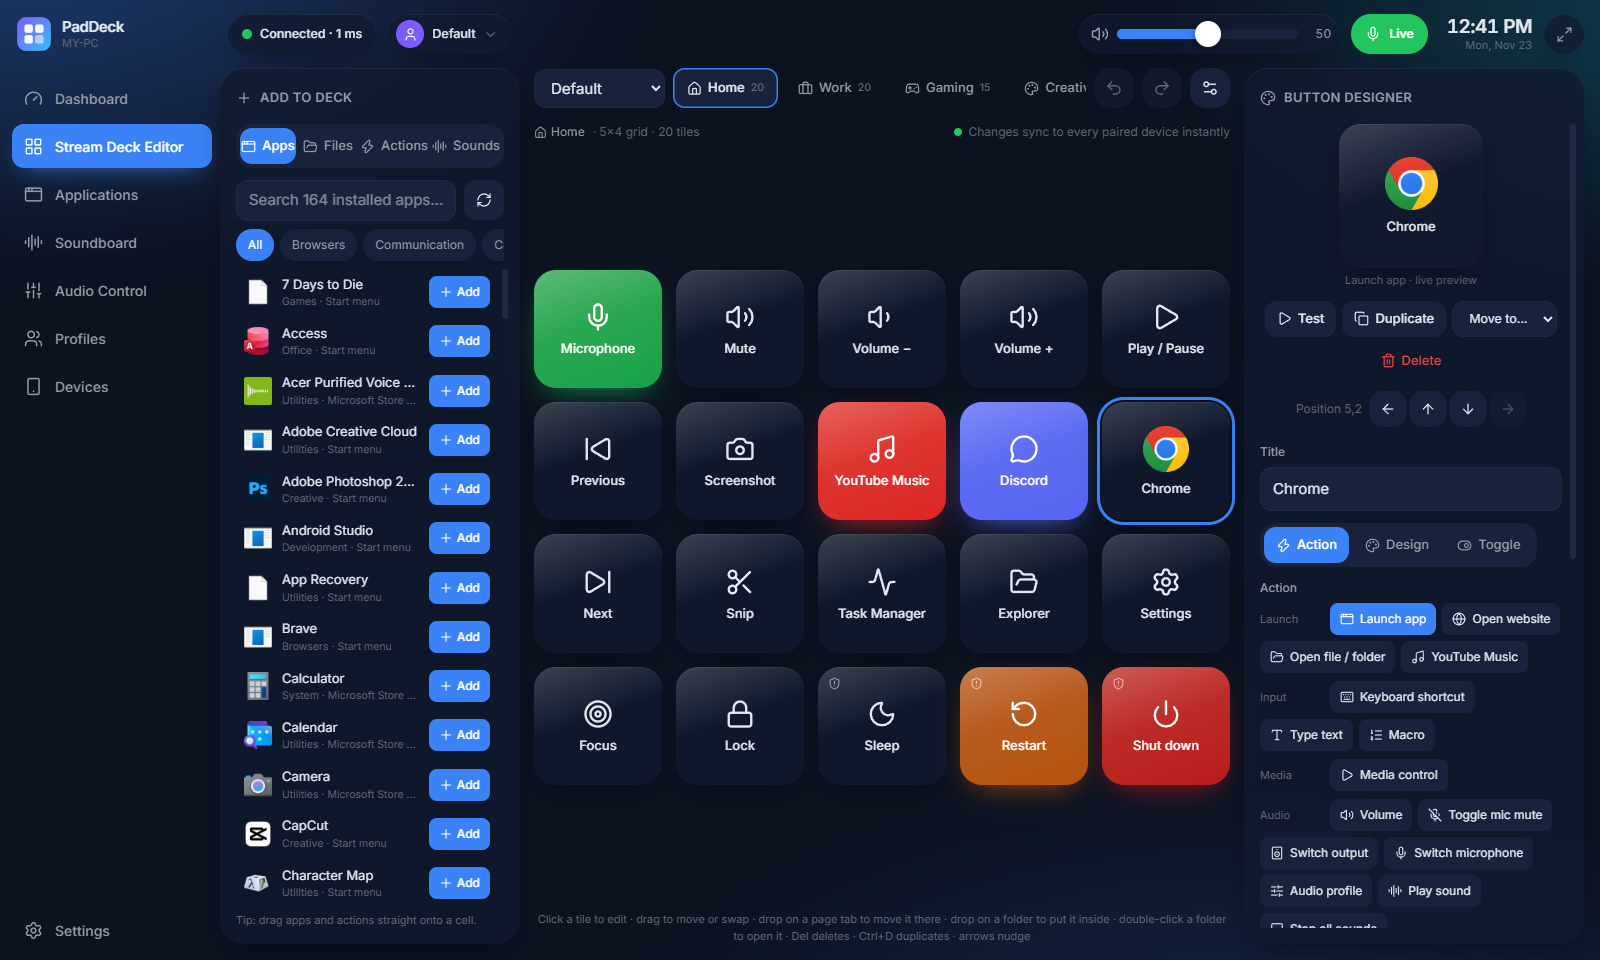 PadDeck
MY-PC
Connected · 1 ms
Default
50
Live
12:41 PM
Mon, Nov 23
Dashboard
Stream Deck Editor
Applications
Soundboard
Audio Control
Profiles
Devices
Settings
ADD TO DECK
Apps
Files
Actions
Sounds
Search 164 installed apps...
All
Browsers
Communication
C
7 Days to Die
Games · Start menu
Add
Access
Office · Start menu
Add
Acer Purified Voice ...
Utilities · Microsoft Store ...
Add
Adobe Creative Cloud
Utilities · Start menu
Add
Ps
Adobe Photoshop 2...
Creative · Start menu
Add
Android Studio
Development · Start menu
Add
App Recovery
Utilities · Start menu
Add
Brave
Browsers · Start menu
Add
Calculator
System · Microsoft Store ...
Add
Calendar
Utilities · Microsoft Store ...
Add
Camera
Utilities · Microsoft Store ...
Add
CapCut
Creative · Start menu
Add
Character Map
Utilities · Start menu
Add
Tip: drag apps and actions straight onto a cell.
Default
Home 20
Work 20
Gaming 15
Creativ
Home · 5×4 grid · 20 tiles
Changes sync to every paired device instantly
Microphone
Mute
Volume –
Volume +
Play / Pause
Previous
Screenshot
YouTube Music
Discord
Chrome
Next
Snip
Task Manager
Explorer
Settings
Focus
Lock
Sleep
Restart
Shut down
Click a tile to edit · drag to move or swap · drop on a page tab to move it there · drop on a folder to put it inside · double-click a folder
to open it · Del deletes · Ctrl+D duplicates · arrows nudge
BUTTON DESIGNER
Chrome
Launch app · live preview
Test
Duplicate
Move to...
Delete
Position 5,2
Title
Chrome
Action
Design
Toggle
Action
Launch
Launch app
Open website
Open file / folder
YouTube Music
Input
Keyboard shortcut
Type text
Macro
Media
Media control
Audio
Volume
Toggle mic mute
Switch output
Switch microphone
Audio profile
Play sound
Stop all sounds